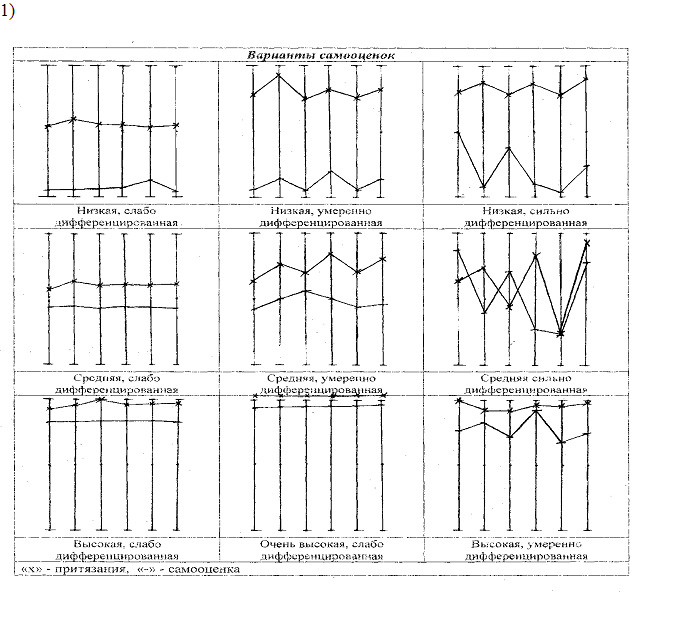 1)
Варианты самооценок
Низкая, слабо
дифференцированная
Низкая, умеренно
дифференцированная
Низкая, сильно
дифференцированная
Средняя, слабо
дифференцированная
Средняя, умеренно
дифференцированная
Средняя сильно
дифференцированная
Высокая, слабо
дифференцированная
Очень высокая, слабо
дифференцированная
Высокая, умеренно
дифференцированная
«х» - притязания, «-» - самооценка